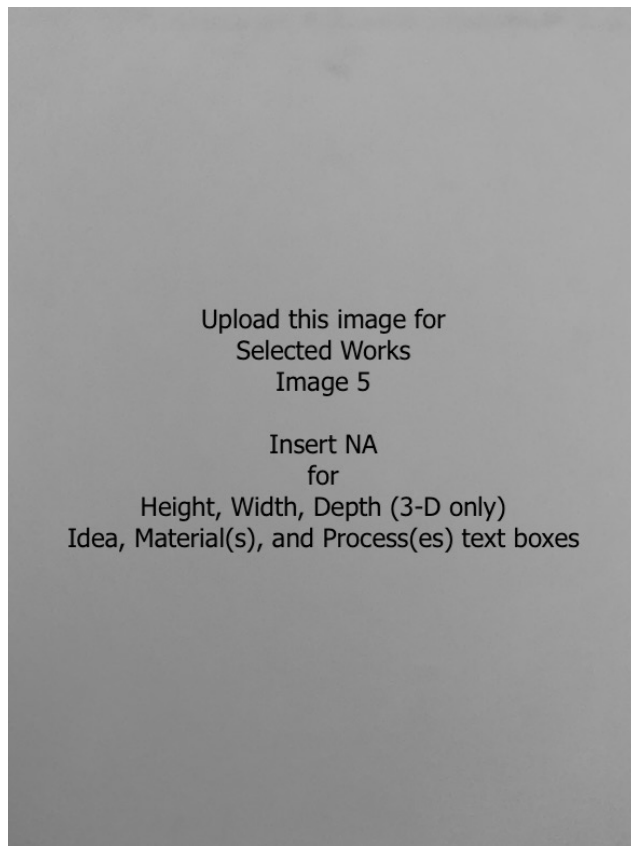 Upload this image for
Selected Works
Image 5
Insert NA
for
Height, Width, Depth (3-D only)
Idea, Material(s), and Process(es) text boxes